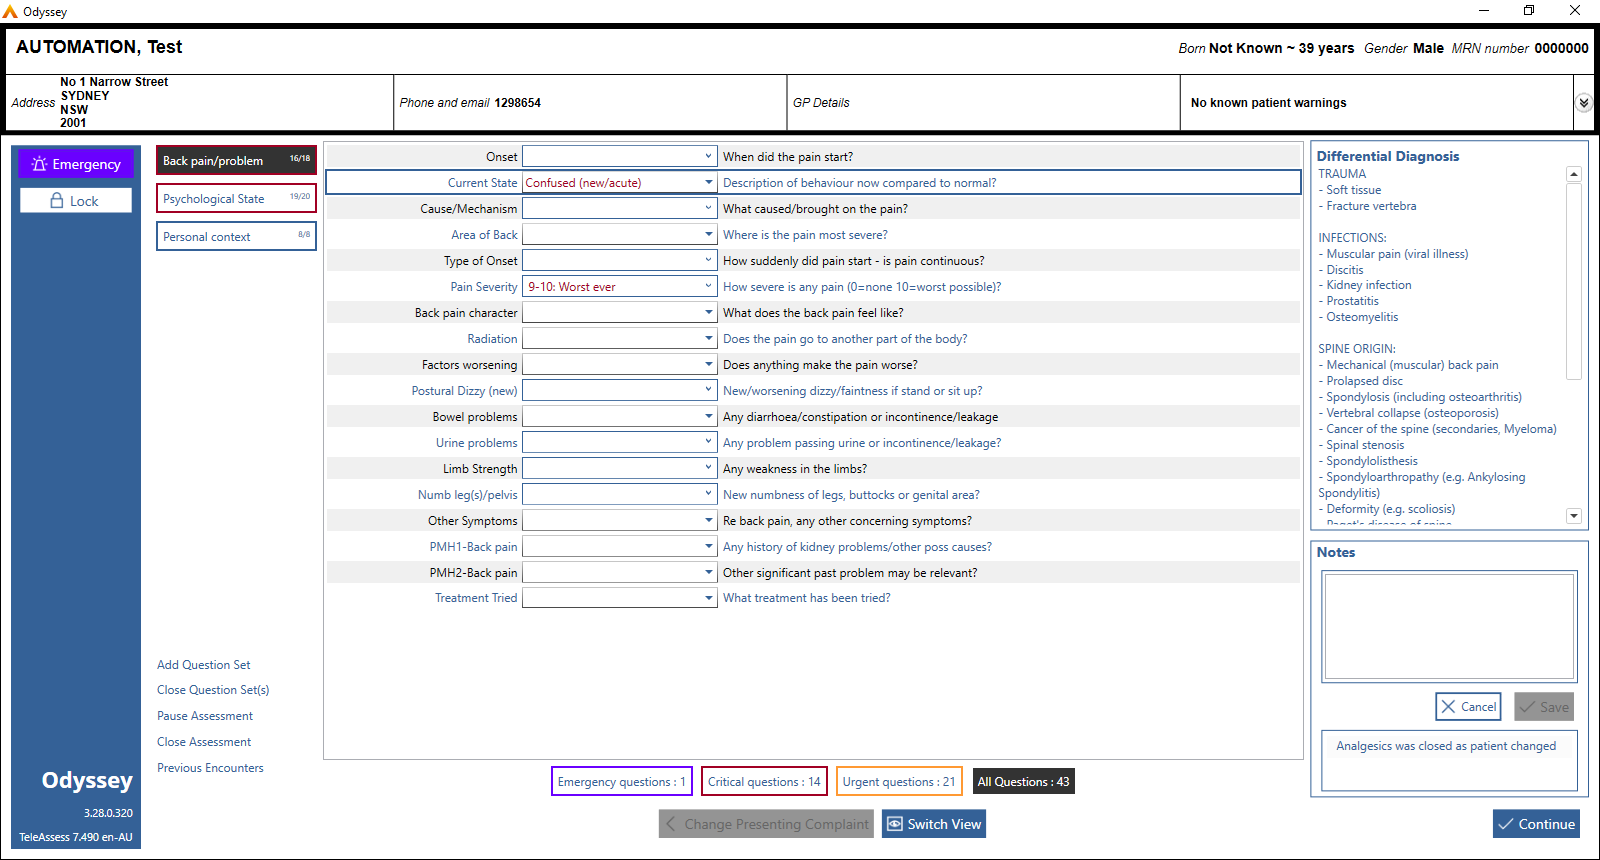 Odyssey
AUTOMATION, Test
Born Not Known ~ 39 years Gender Male MRN number 0000000
Address
No 1 Narrow Street
SYDNEY
NSW
2001
Phone and email 1298654
GP Details
No known patient warnings
Emergency
Lock
Odyssey
3.28.0.320
TeleAssess 7.490 en-AU
Back pain/problem 16/18
Psychological State 19/20
Personal context 8/8
Add Question Set
Close Question Set(s)
Pause Assessment
Close Assessment
Previous Encounters
Onset When did the pain start?
Current State Confused (new/acute) Description of behaviour now compared to normal?
Cause/Mechanism What caused/brought on the pain?
Area of Back Where is the pain most severe?
Type of Onset How suddenly did pain start - is pain continuous?
Pain Severity 9-10: Worst ever How severe is any pain (0=none 10=worst possible)?
Back pain character What does the back pain feel like?
Radiation Does the pain go to another part of the body?
Factors worsening Does anything make the pain worse?
Postural Dizzy (new) New/worsening dizzy/faintness if stand or sit up?
Bowel problems Any diarrhoea/constipation or incontinence/leakage
Urine problems Any problem passing urine or incontinence/leakage?
Limb Strength Any weakness in the limbs?
Numb leg(s)/pelvis New numbness of legs, buttocks or genital area?
Other Symptoms Re back pain, any other concerning symptoms?
PMH1-Back pain Any history of kidney problems/other poss causes?
PMH2-Back pain Other significant past problem may be relevant?
Treatment Tried What treatment has been tried?
Emergency questions : 1
Critical questions : 14
Urgent questions : 21
All Questions : 43
Change Presenting Complaint
Switch View
Differential Diagnosis
TRAUMA
- Soft tissue
- Fracture vertebra
INFECTIONS:
- Muscular pain (viral illness)
- Discitis
- Kidney infection
- Prostatitis
- Osteomyelitis
SPINE ORIGIN:
- Mechanical (muscular) back pain
- Prolapsed disc
- Spondylosis (including osteoarthritis)
- Vertebral collapse (osteoporosis)
- Cancer of the spine (secondaries, Myeloma)
- Spinal stenosis
- Spondylolisthesis
- Spondyloarthropathy (e.g. Ankylosing
Spondylitis)
- Deformity (e.g. scoliosis)
- Paget's disease of spine
Notes
Cancel
Save
Analgesics was closed as patient changed
Continue